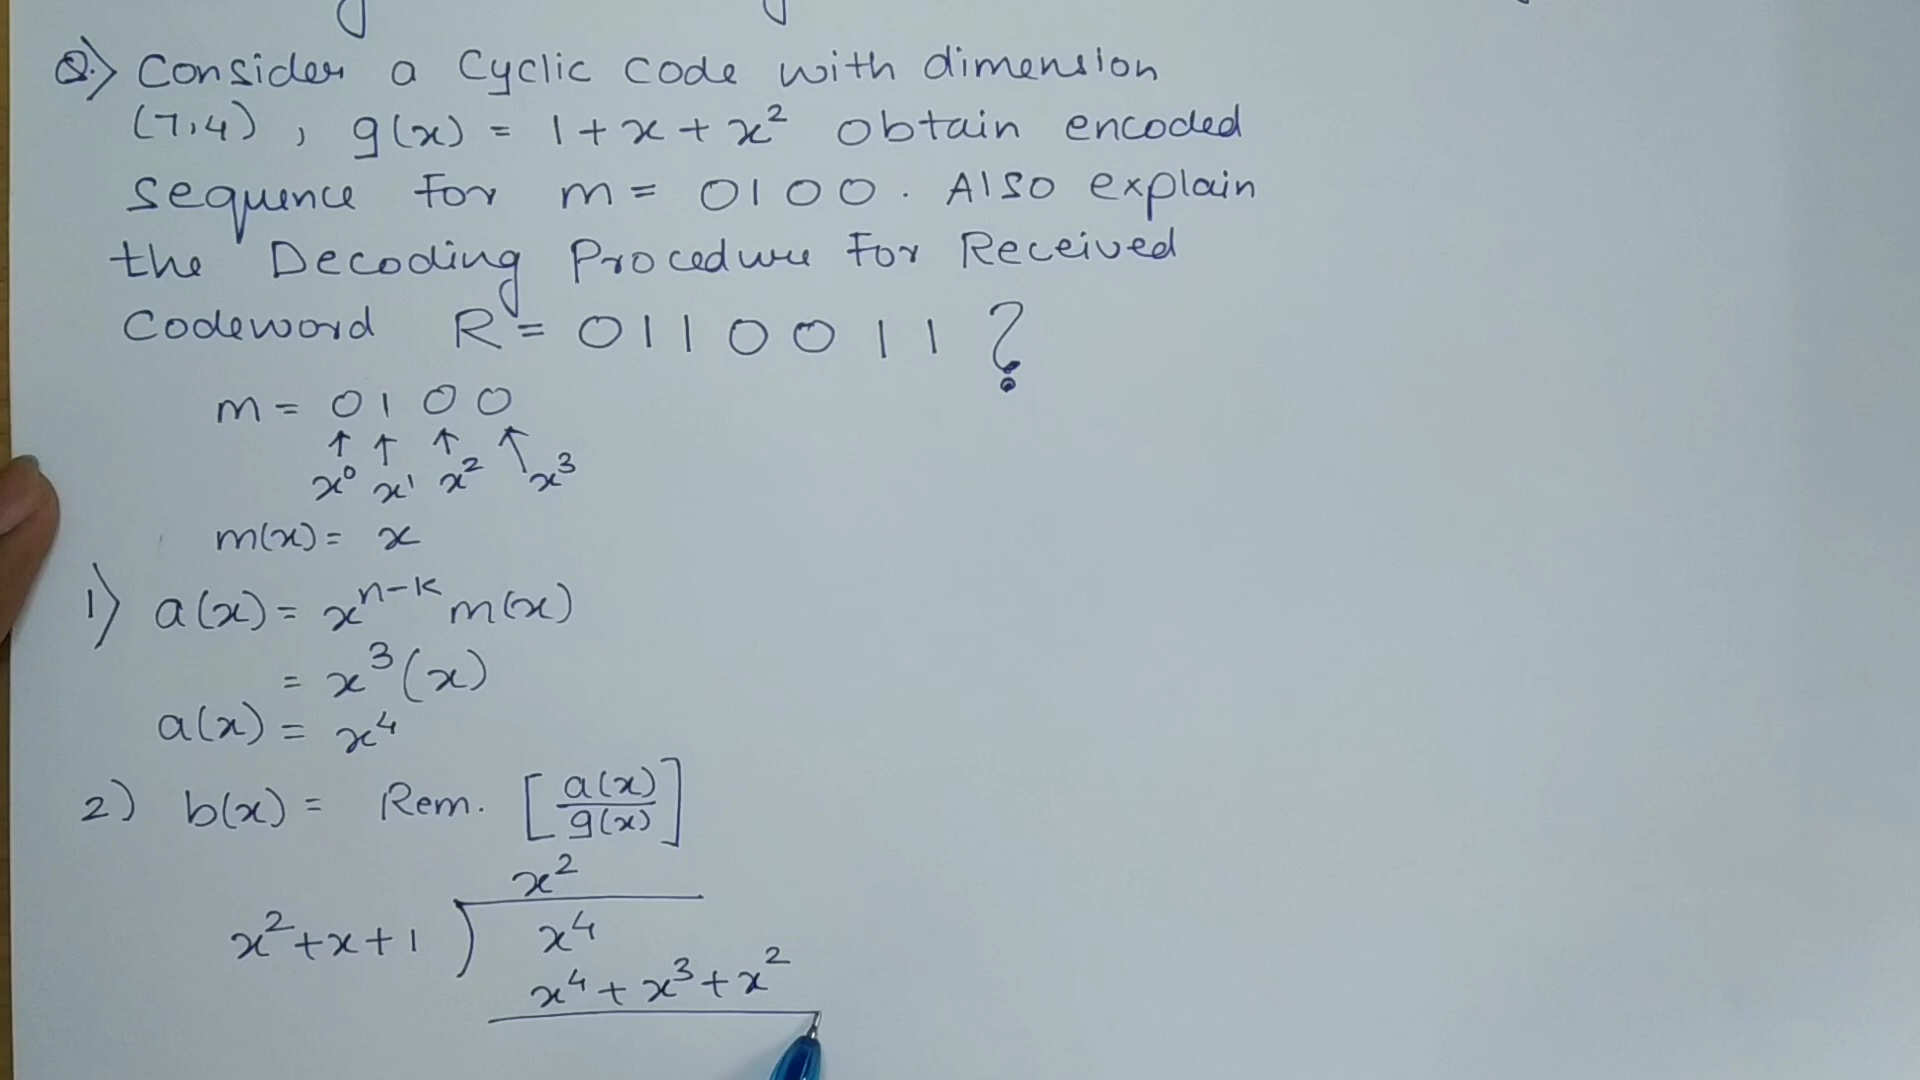 Q.) Consider a Cyclic code with dimension
(7,4), g(x) = 1+x+x² obtain encoded
sequence for m = 0100. Also explain
the Decoding Procedure for Received
Codeword R = 0110011 ?
m = 0 1 0 0
↑ ↑ ↑ ↑
x⁰ x¹ x² x³
m(x) = x
1) a(x) = xⁿ⁻ᵏ m(x)
= x³(x)
a(x) = x⁴
2) b(x) = Rem. [a(x)/g(x)]
x²
x²+x+1 ) x⁴
x⁴+x³+x²